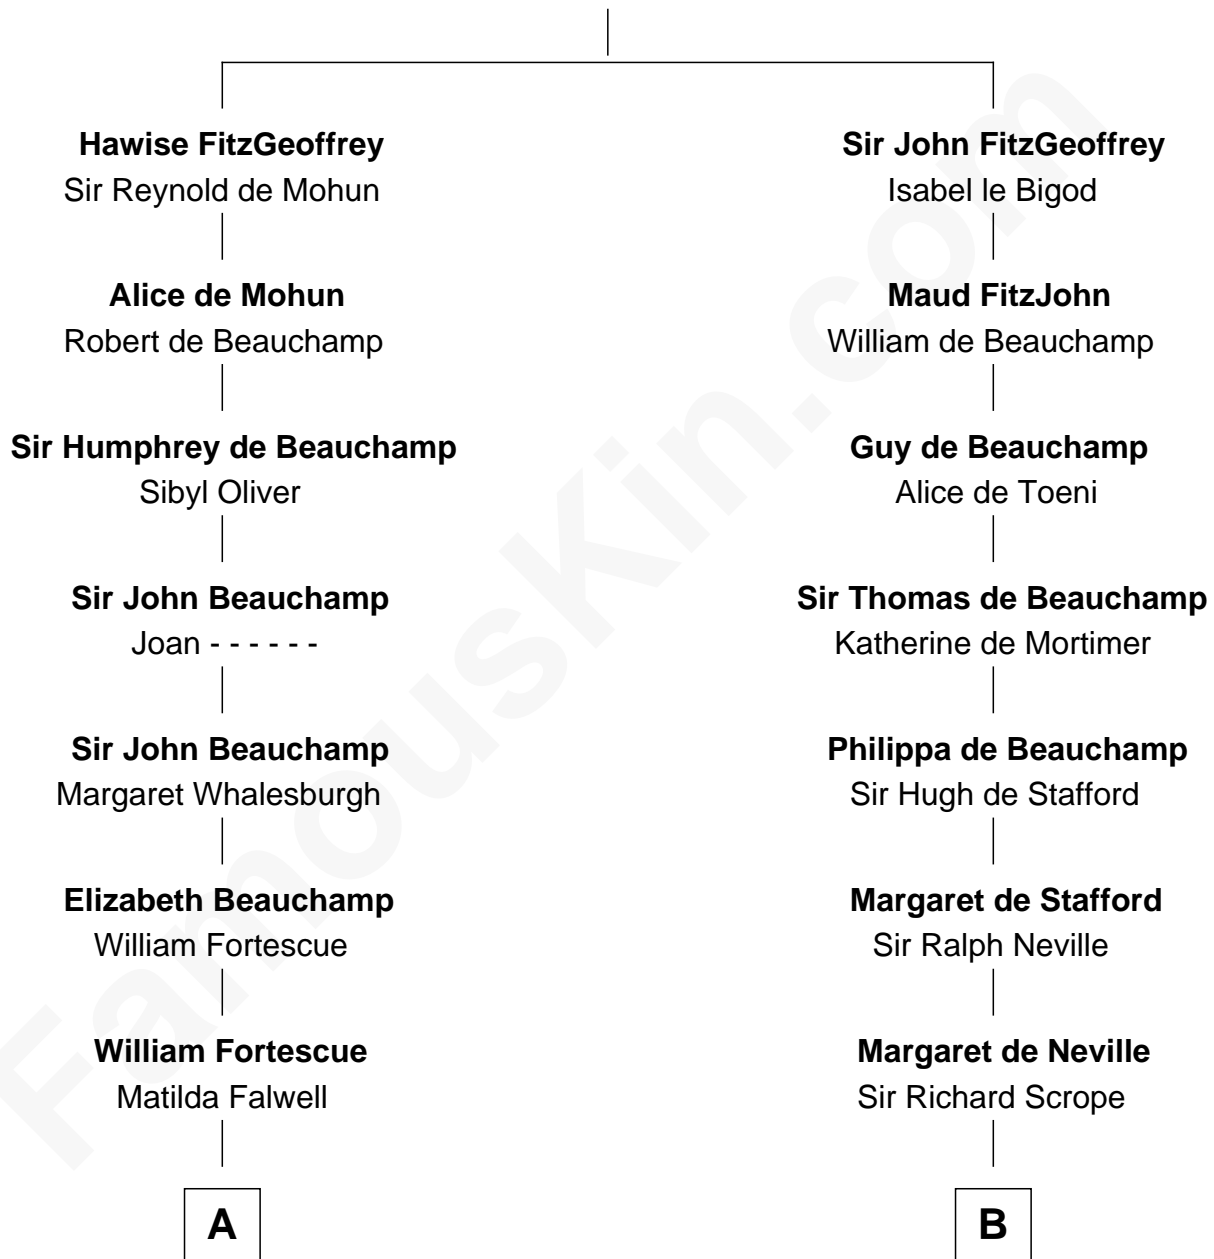 Hawise FitzGeoffrey
Sir Reynold de Mohun
Alice de Mohun
Robert de Beauchamp
Sir Humphrey de Beauchamp
Sibyl Oliver
Sir John Beauchamp
Joan - - - - - -
Sir John Beauchamp
Margaret Whalesburgh
Elizabeth Beauchamp
William Fortescue
William Fortescue
Matilda Falwell
A
Sir John FitzGeoffrey
Isabel le Bigod
Maud FitzJohn
William de Beauchamp
Guy de Beauchamp
Alice de Toeni
Sir Thomas de Beauchamp
Katherine de Mortimer
Philippa de Beauchamp
Sir Hugh de Stafford
Margaret de Stafford
Sir Ralph Neville
Margaret de Neville
Sir Richard Scrope
B
FamousKin.com